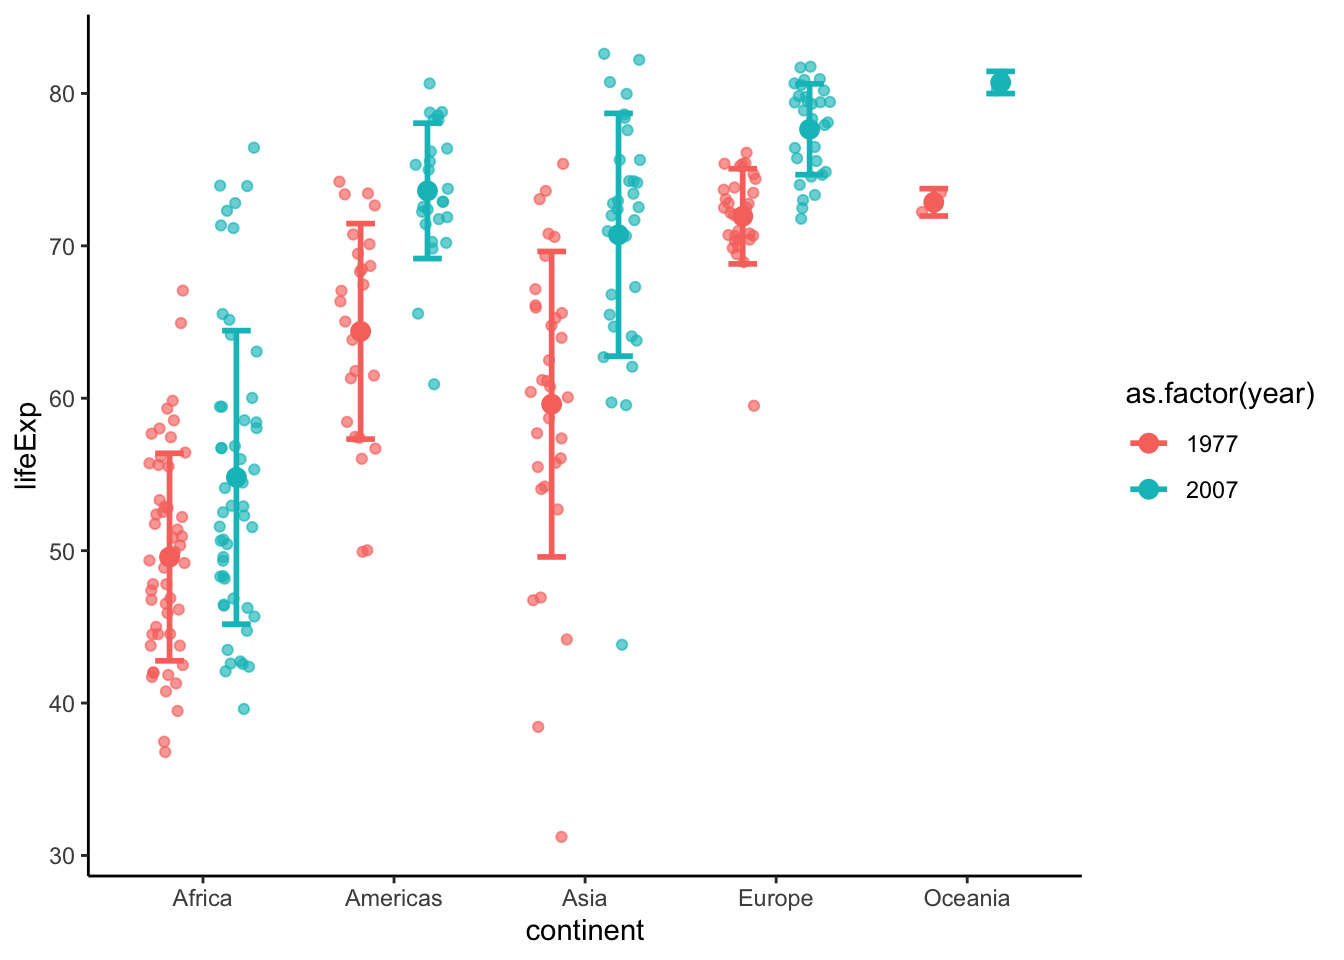 80
70
60
50
40
30
lifeExp
Africa Americas Asia Europe Oceania
continent
as.factor(year)
1977
2007